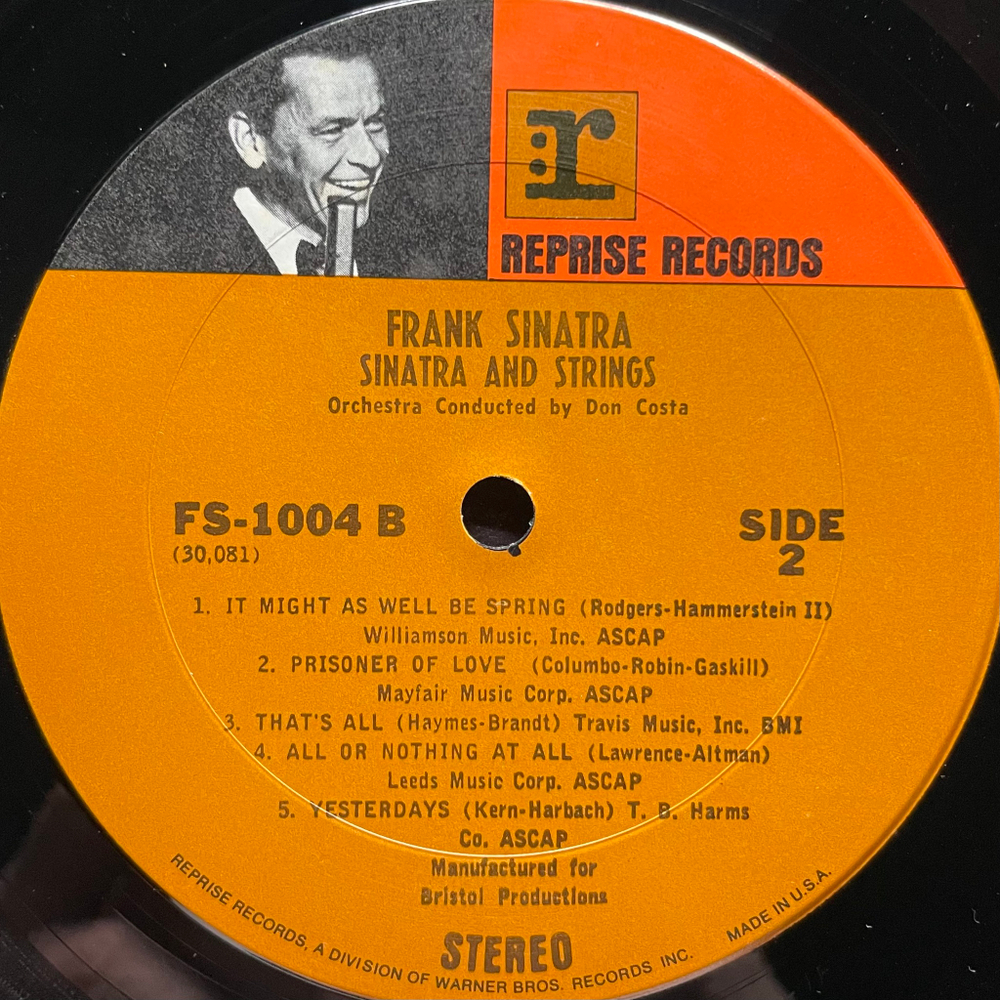 r:
REPRISE RECORDS
FRANK SINATRA
SINATRA AND STRINGS
Orchestra Conducted by Don Costa
FS-1004 B
(30,081)
SIDE
2
1. IT MIGHT AS WELL BE SPRING (Rodgers-Hammerstein II)
Williamson Music, Inc. ASCAP
2. PRISONER OF LOVE (Columbo-Robin-Gaskill)
Mayfair Music Corp. ASCAP
3. THAT'S ALL (Haymes-Brandt) Travis Music, Inc. BMI
4. ALL OR NOTHING AT ALL (Lawrence-Altman)
Leeds Music Corp. ASCAP
5. YESTERDAYS (Kern-Harbach) T. B. Harms
Co. ASCAP
Manufactured for
Bristol Productions
STEREO
REPRISE RECORDS, A DIVISION OF WARNER BROS. RECORDS INC.
MADE IN U.S.A.